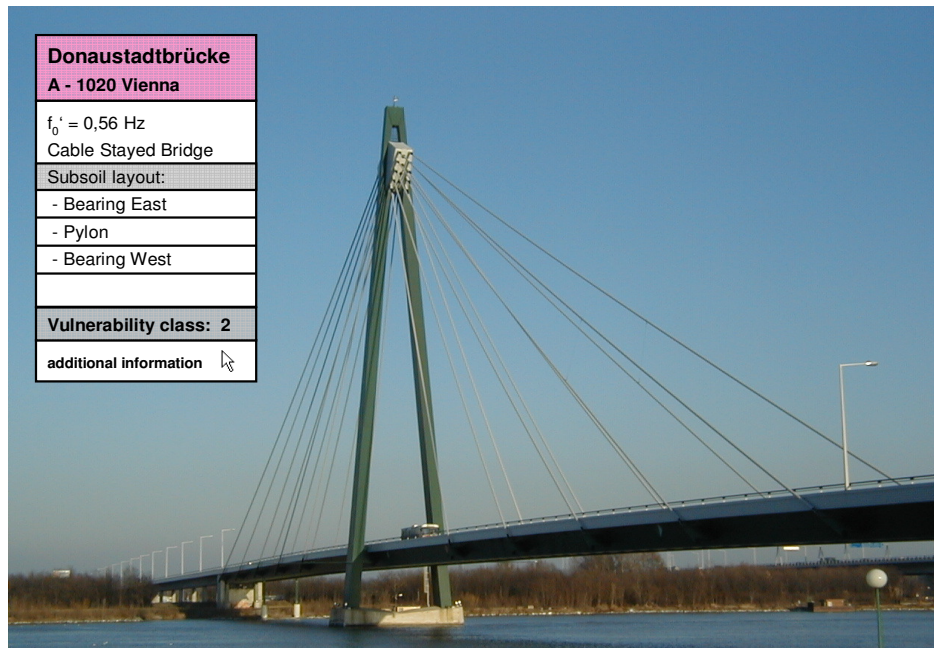 Donaustadtbrücke
A - 1020 Vienna
f0‘ = 0,56 Hz
Cable Stayed Bridge
Subsoil layout:
- Bearing East
- Pylon
- Bearing West
Vulnerability class: 2
additional information